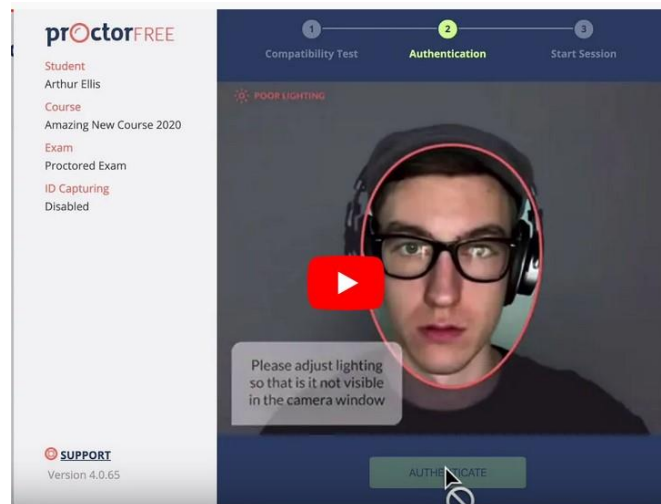 proctorFREE
Student
Arthur Ellis
Course
Amazing New Course 2020
Exam
Proctored Exam
ID Capturing
Disabled
SUPPORT
Version 4.0.65
1
2
3
Compatibility Test
Authentication
Start Session
POOR LIGHTING
Please adjust lighting
so that is it not visible
in the camera window
AUTHENTICATE